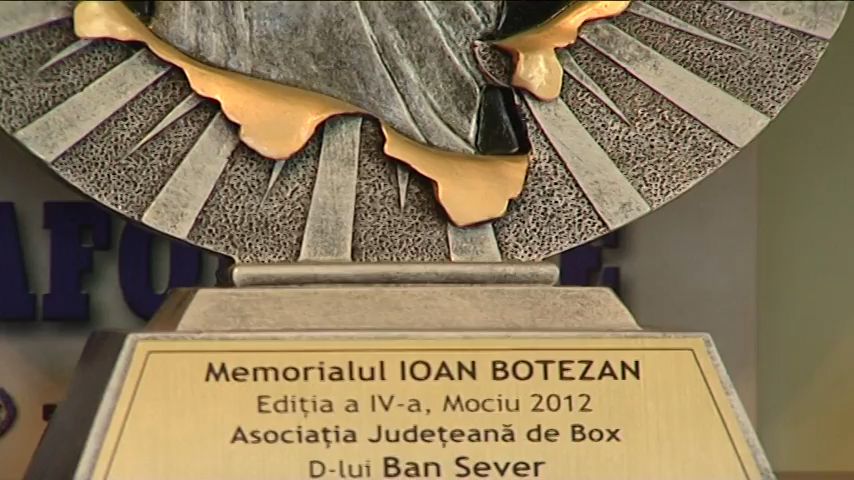 Memorialul IOAN BOTEZAN
Ediția a IV-a, Mociu 2012
Asociația Județeană de Box
D-lui Ban Sever